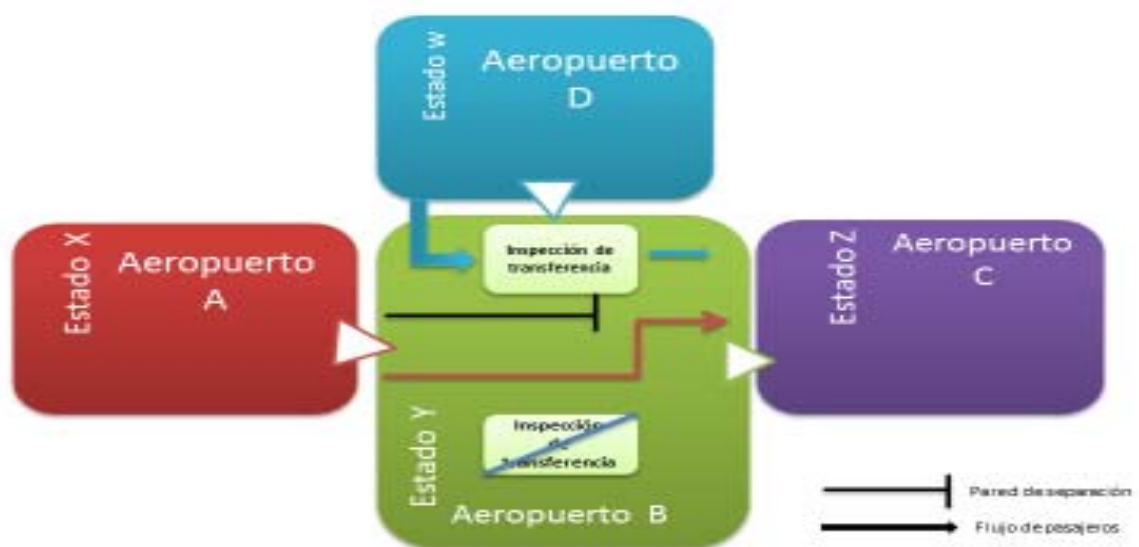 Estado w
Aeropuerto
D
Estado X
Aeropuerto
A
Inspección de
transferencia
Estado Z
Aeropuerto
C
Estado Y
Inspección
de
transferencia
Aeropuerto B
Pared de separación
Flujo de pasajeros